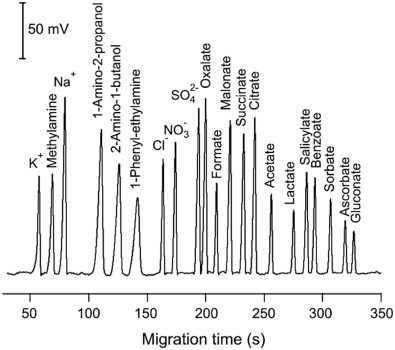 50 mV
K+
Methylamine
Na+
1-Amino-2-propanol
2-Amino-1-butanol
1-Phenyl-ethylamine
Cl-
NO3-
SO42-
Oxalate
Formate
Malonate
Succinate
Citrate
Acetate
Lactate
Salicylate
Benzoate
Sorbate
Ascorbate
Gluconate
50 100 150 200 250 300 350
Migration time (s)